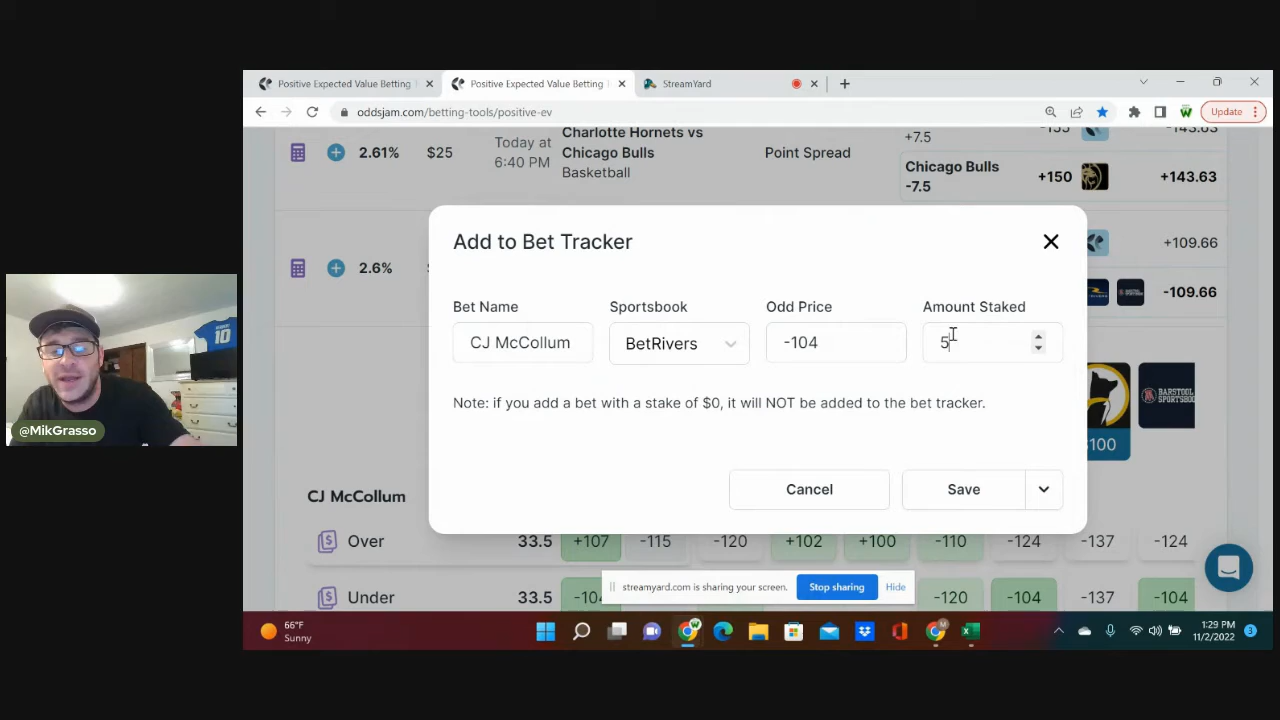 Positive Expected Value Betting
Positive Expected Value Betting
StreamYard
oddsjam.com/betting-tools/positive-ev
Update
2.61%
$25
Today at
6:40 PM
Charlotte Hornets vs
Chicago Bulls
Basketball
Point Spread
+7.5
-143.63
Chicago Bulls
-7.5
+150
+143.63
2.6%
+109.66
-109.66
Add to Bet Tracker
Bet Name
Sportsbook
Odd Price
Amount Staked
CJ McCollum
BetRivers
-104
5
Note: if you add a bet with a stake of $0, it will NOT be added to the bet tracker.
Cancel
Save
BARSTOOL
SPORTSB
$100
CJ McCollum
Over
33.5
+107
-115
-120
+102
+100
-110
-124
-137
-124
Under
33.5
-104
-120
-104
-137
-104
streamyard.com is sharing your screen.
Stop sharing
Hide
@MikGrasso
10
66°F
Sunny
1:29 PM
11/2/2022
3